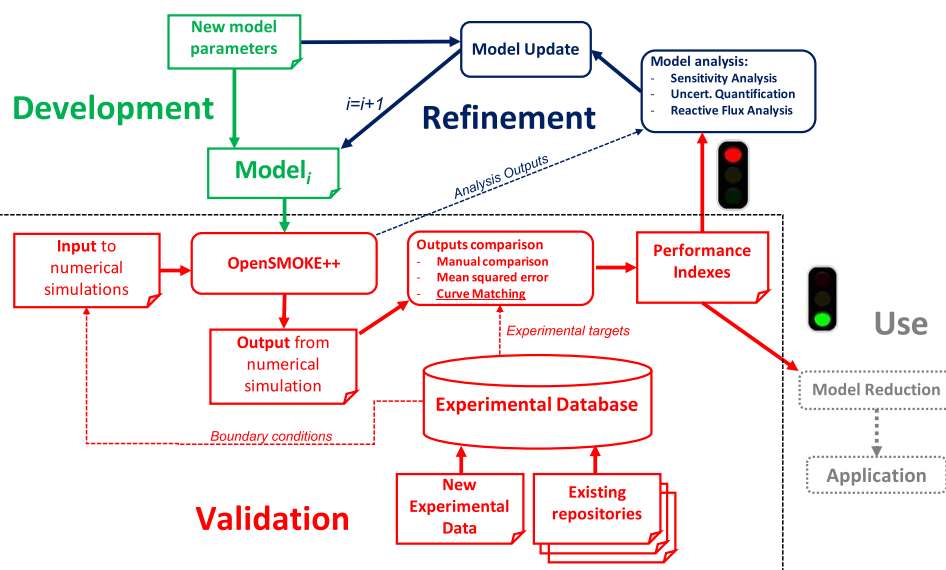 New model
parameters
Model Update
Model analysis:
- Sensitivity Analysis
- Uncert. Quantification
- Reactive Flux Analysis
Development
i=i+1
Refinement
Model i
Analysis Outputs
Input to
numerical
simulations
OpenSMOKE++
Outputs comparison
- Manual comparison
- Mean squared error
- Curve Matching
Performance
Indexes
Use
Output from
numerical
simulation
Experimental targets
Model Reduction
Experimental Database
Boundary conditions
Application
New
Experimental
Data
Existing
repositories
Validation